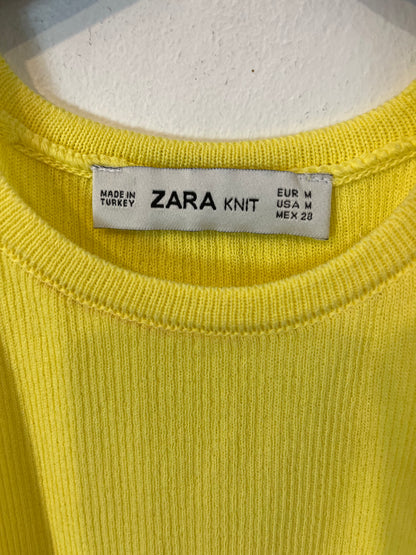 MADE IN
TURKEY
ZARA KNIT
EUR M
USA M
MEX 28